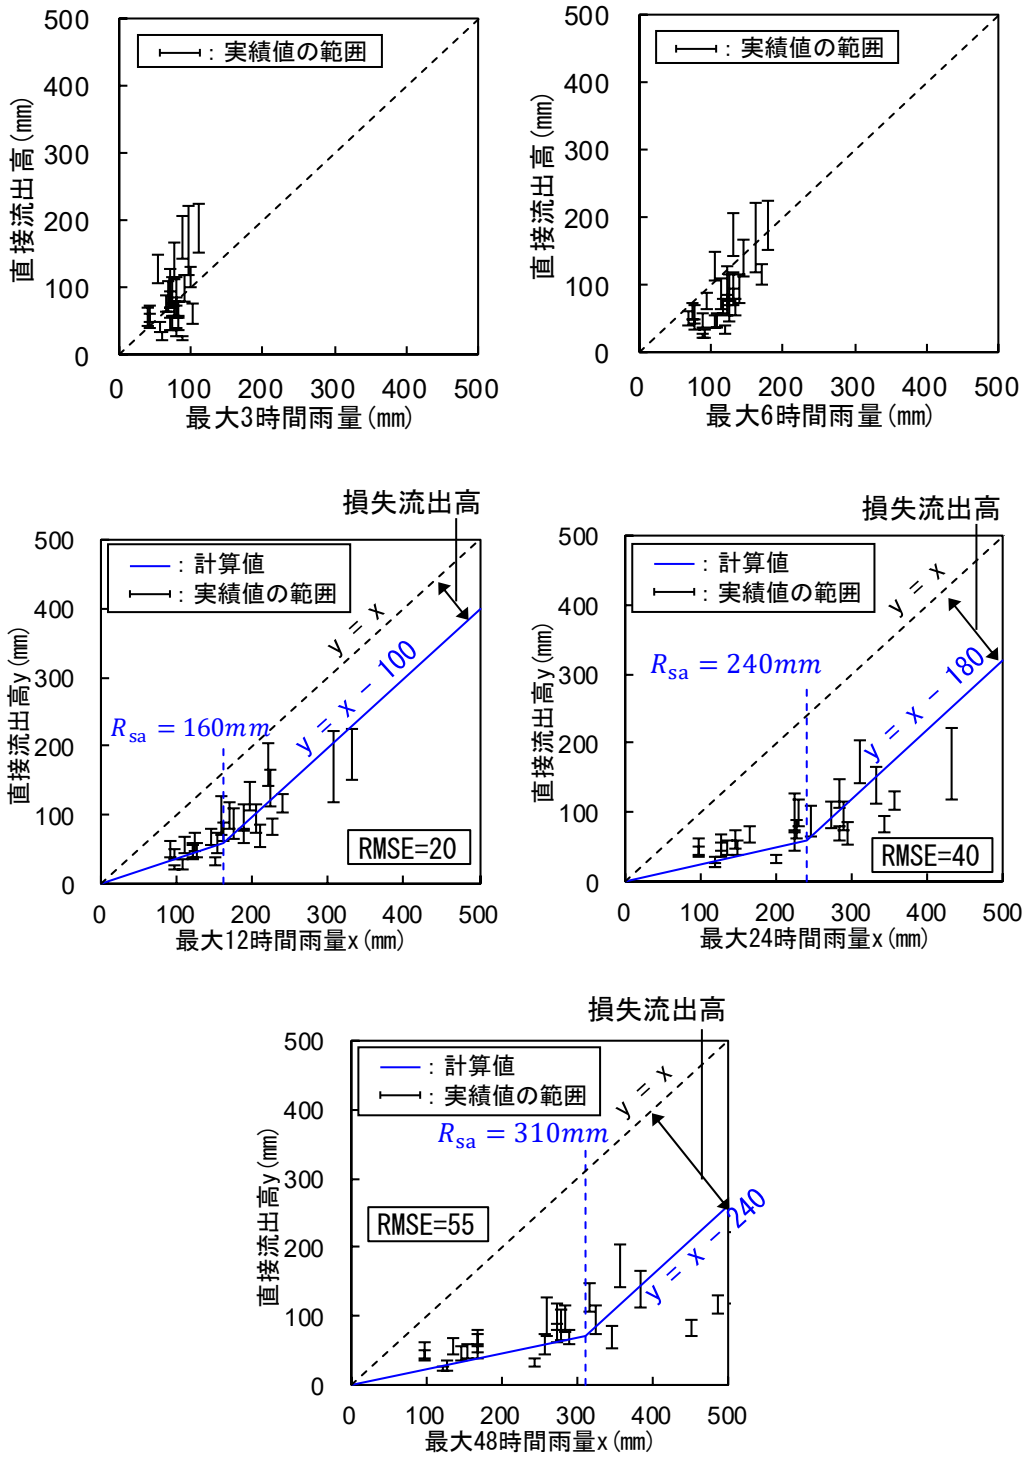 500
400
300
200
100
0
直接流出高(mm)
: 実績値の範囲
0 100 200 300 400 500
最大3時間雨量(mm)
500
400
300
200
100
0
直接流出高(mm)
: 実績値の範囲
0 100 200 300 400 500
最大6時間雨量(mm)
損失流出高
500
400
300
200
100
0
直接流出高y(mm)
: 計算値
: 実績値の範囲
y = x
y = x - 100
R_sa = 160mm
RMSE=20
0 100 200 300 400 500
最大12時間雨量x(mm)
損失流出高
500
400
300
200
100
0
直接流出高y(mm)
: 計算値
: 実績値の範囲
y = x
R_sa = 240mm
y = x - 180
RMSE=40
0 100 200 300 400 500
最大24時間雨量x(mm)
損失流出高
500
400
300
200
100
0
直接流出高y(mm)
: 計算値
: 実績値の範囲
y = x
R_sa = 310mm
RMSE=55
y = x - 240
0 100 200 300 400 500
最大48時間雨量x(mm)